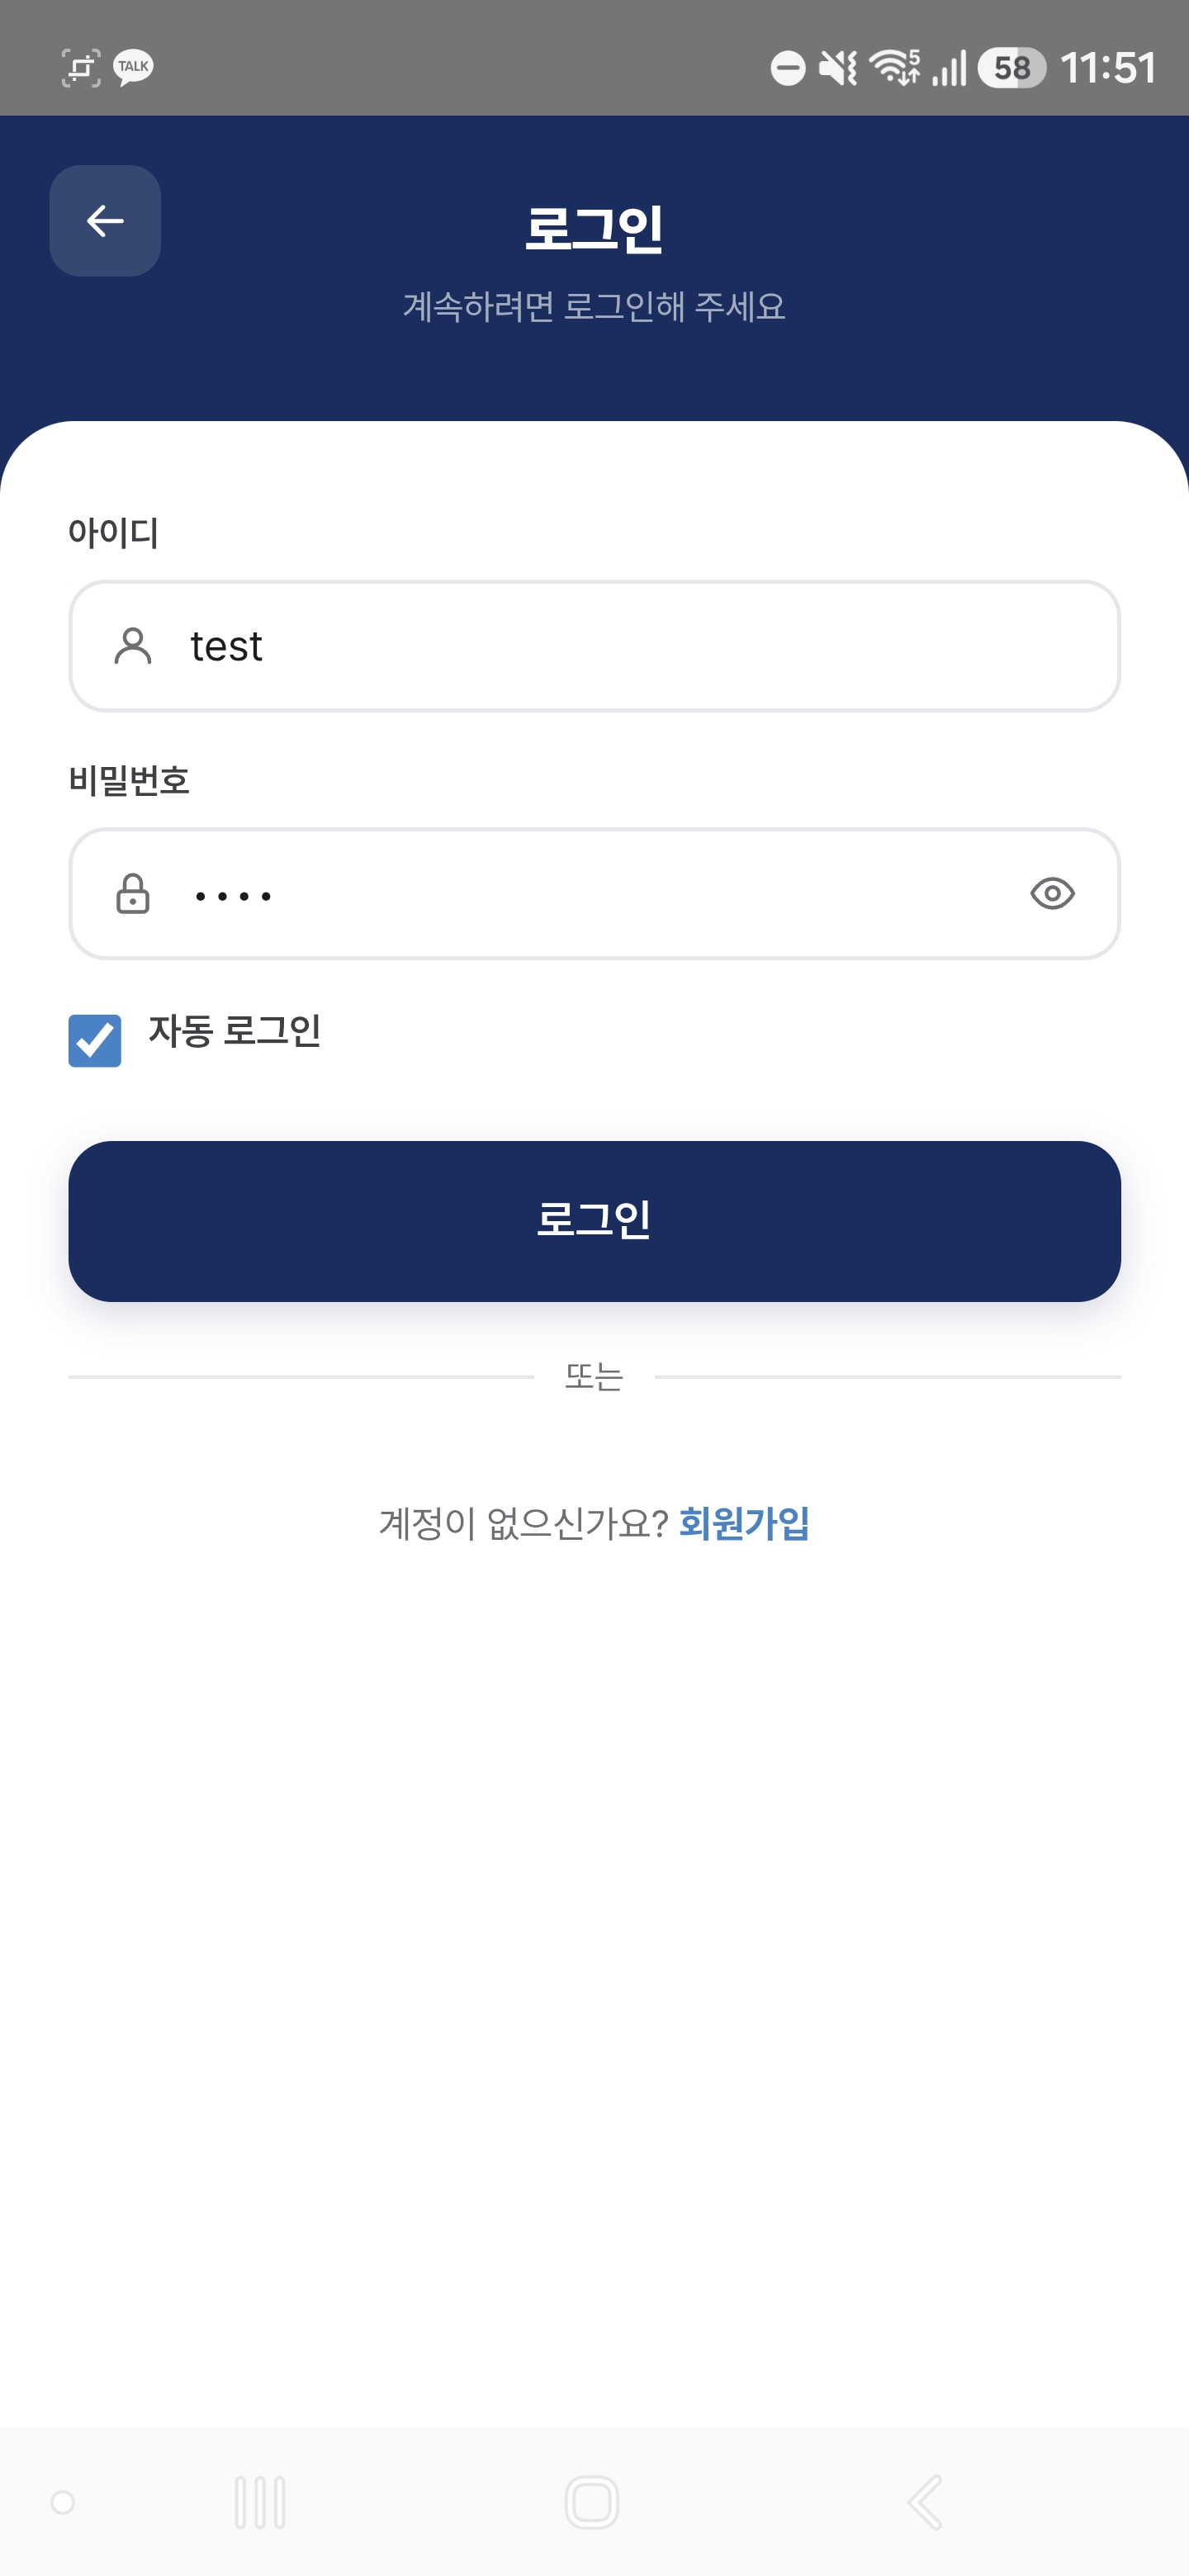 TALK
5
58
11:51
로그인
계속하려면 로그인해 주세요
아이디
test
비밀번호
••••
자동 로그인
로그인
또는
계정이 없으신가요? 회원가입